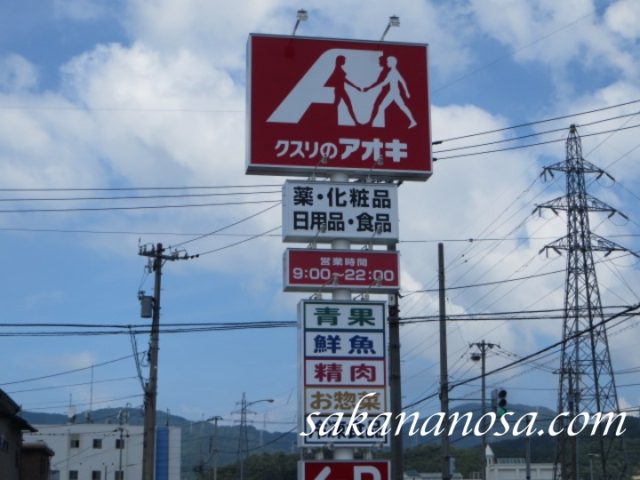 クスリのアオキ
薬・化粧品
日用品・食品
営業時間
9:00～22:00
青果
鮮魚
精肉
お惣菜
sakananosa.com
P